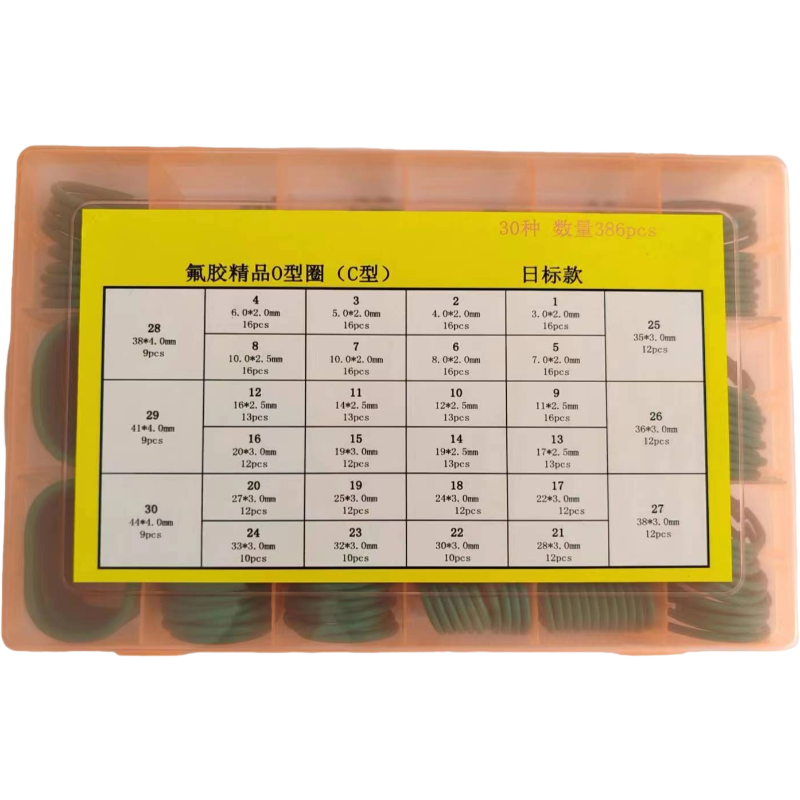 30种 数量386pcs
氟胶精品O型圈（C型） 日标款
28
38*4.0mm
9pcs
4
6.0*2.0mm
16pcs
3
5.0*2.0mm
16pcs
2
4.0*2.0mm
16pcs
1
3.0*2.0mm
16pcs
25
35*3.0mm
12pcs
8
10.0*2.5mm
16pcs
7
10.0*2.0mm
16pcs
6
8.0*2.0mm
16pcs
5
7.0*2.0mm
16pcs
29
41*4.0mm
9pcs
12
16*2.5mm
13pcs
11
14*2.5mm
13pcs
10
12*2.5mm
13pcs
9
11*2.5mm
16pcs
26
36*3.0mm
12pcs
16
20*3.0mm
12pcs
15
19*3.0mm
12pcs
14
19*2.5mm
13pcs
13
17*2.5mm
13pcs
30
44*4.0mm
9pcs
20
27*3.0mm
12pcs
19
25*3.0mm
12pcs
18
24*3.0mm
12pcs
17
22*3.0mm
12pcs
27
38*3.0mm
12pcs
24
33*3.0mm
10pcs
23
32*3.0mm
10pcs
22
30*3.0mm
10pcs
21
28*3.0mm
12pcs